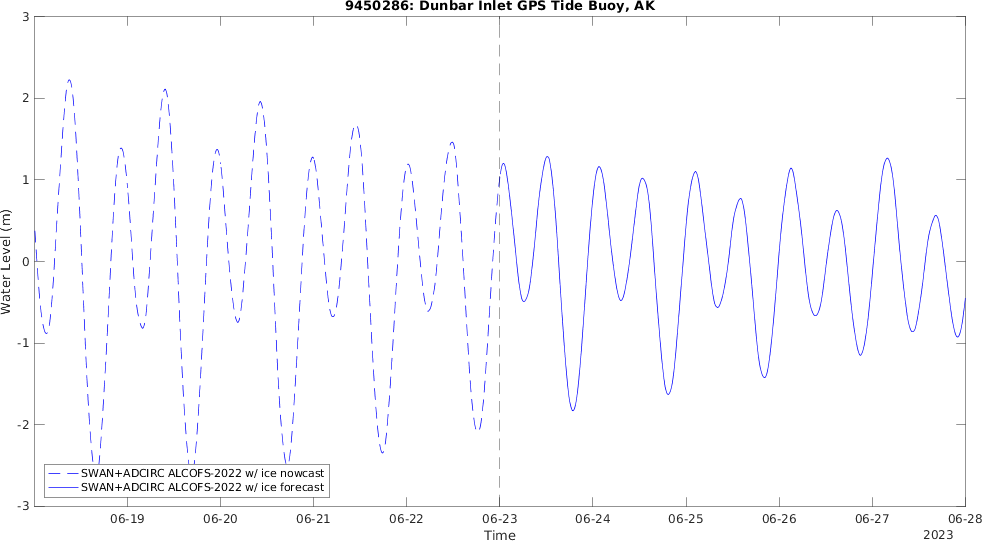 9450286: Dunbar Inlet GPS Tide Buoy, AK
3
2
1
0
-1
-2
-3
Water Level (m)
SWAN+ADCIRC ALCOFS-2022 w/ ice nowcast
SWAN+ADCIRC ALCOFS-2022 w/ ice forecast
06-19 06-20 06-21 06-22 06-23 06-24 06-25 06-26 06-27 06-28
Time
2023